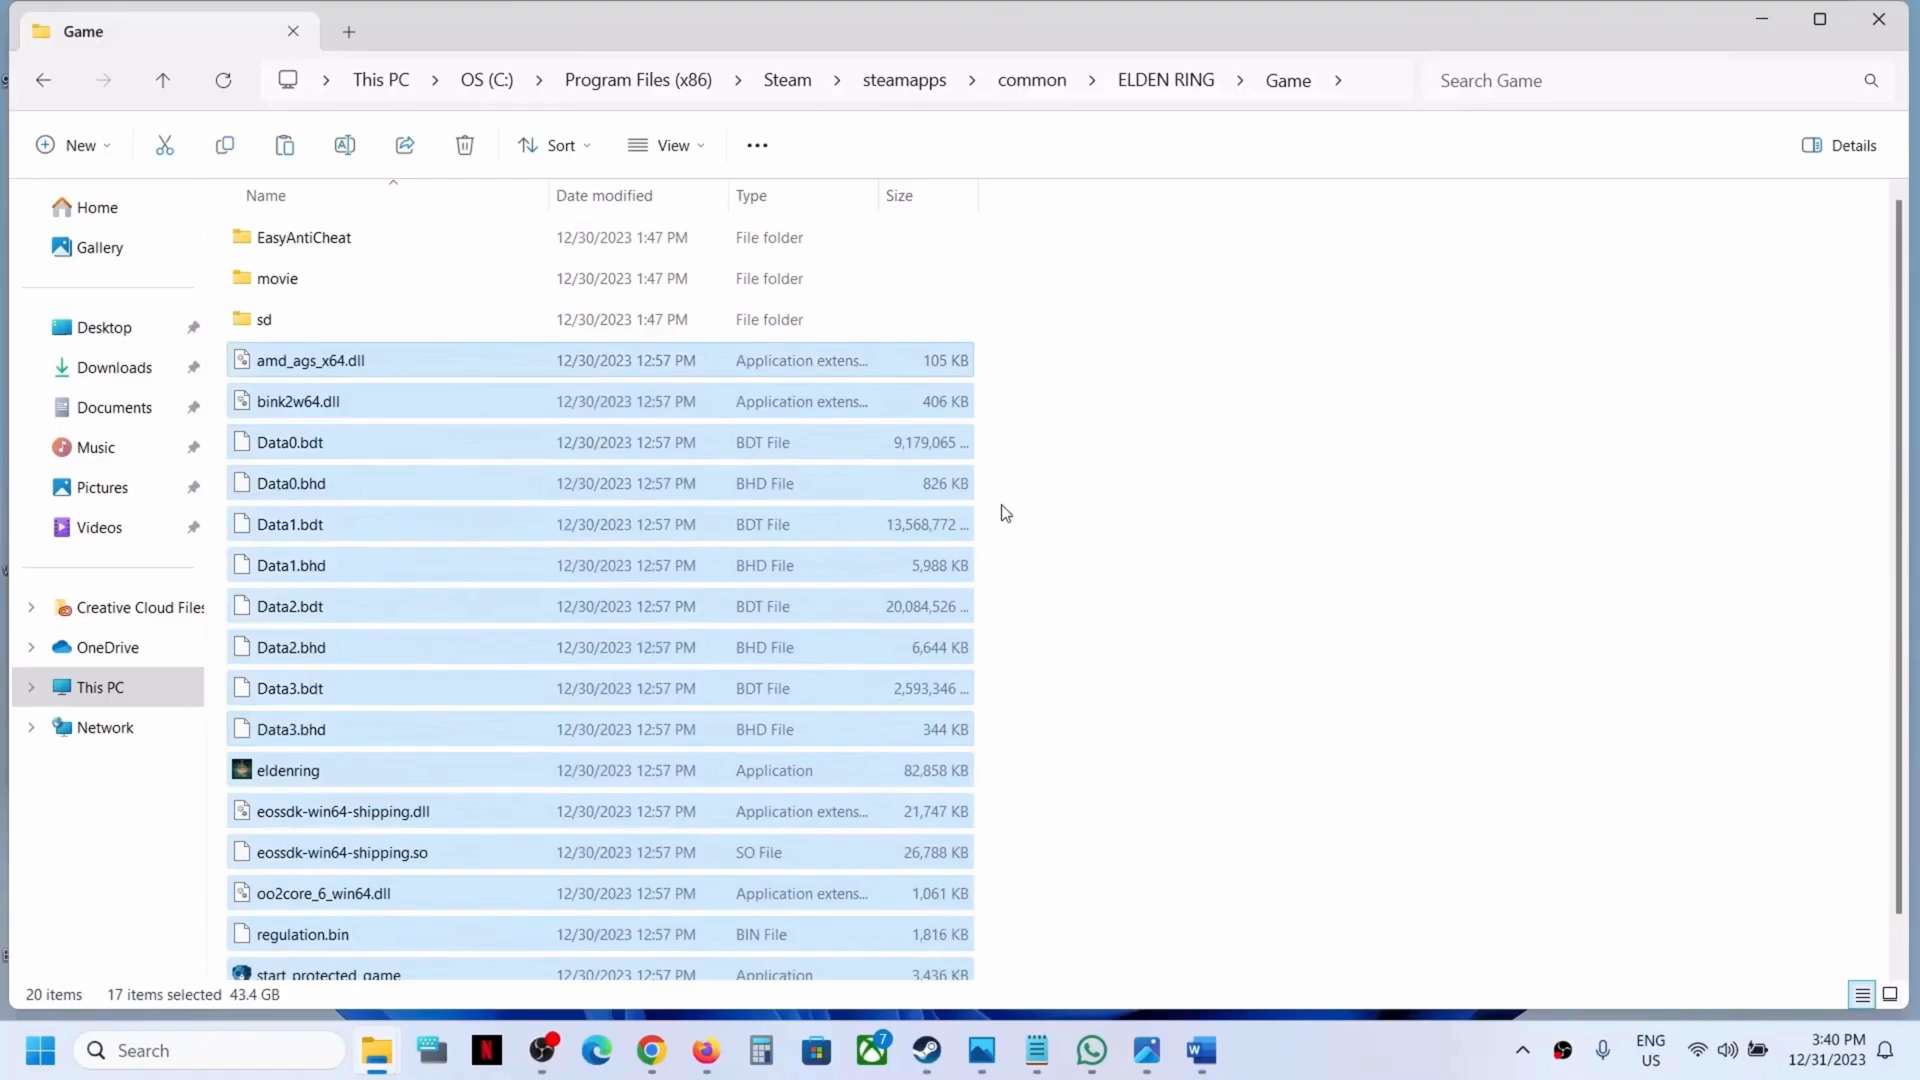 Game
This PC
OS (C:)
Program Files (x86)
Steam
steamapps
common
ELDEN RING
Game
Search Game
New
Sort
View
Details
Name Date modified Type Size
Home
Gallery
Desktop
Downloads
Documents
Music
Pictures
Videos
Creative Cloud Files
OneDrive
This PC
Network
EasyAntiCheat 12/30/2023 1:47 PM File folder
movie 12/30/2023 1:47 PM File folder
sd 12/30/2023 1:47 PM File folder
amd_ags_x64.dll 12/30/2023 12:57 PM Application extens... 105 KB
bink2w64.dll 12/30/2023 12:57 PM Application extens... 406 KB
Data0.bdt 12/30/2023 12:57 PM BDT File 9,179,065 ...
Data0.bhd 12/30/2023 12:57 PM BHD File 826 KB
Data1.bdt 12/30/2023 12:57 PM BDT File 13,568,772 ...
Data1.bhd 12/30/2023 12:57 PM BHD File 5,988 KB
Data2.bdt 12/30/2023 12:57 PM BDT File 20,084,526 ...
Data2.bhd 12/30/2023 12:57 PM BHD File 6,644 KB
Data3.bdt 12/30/2023 12:57 PM BDT File 2,593,346 ...
Data3.bhd 12/30/2023 12:57 PM BHD File 344 KB
eldenring 12/30/2023 12:57 PM Application 82,858 KB
eossdk-win64-shipping.dll 12/30/2023 12:57 PM Application extens... 21,747 KB
eossdk-win64-shipping.so 12/30/2023 12:57 PM SO File 26,788 KB
oo2core_6_win64.dll 12/30/2023 12:57 PM Application extens... 1,061 KB
regulation.bin 12/30/2023 12:57 PM BIN File 1,816 KB
start_protected_game 12/30/2023 12:57 PM Application 3,436 KB
20 items 17 items selected 43.4 GB
Search
7
ENG
US
3:40 PM
12/31/2023